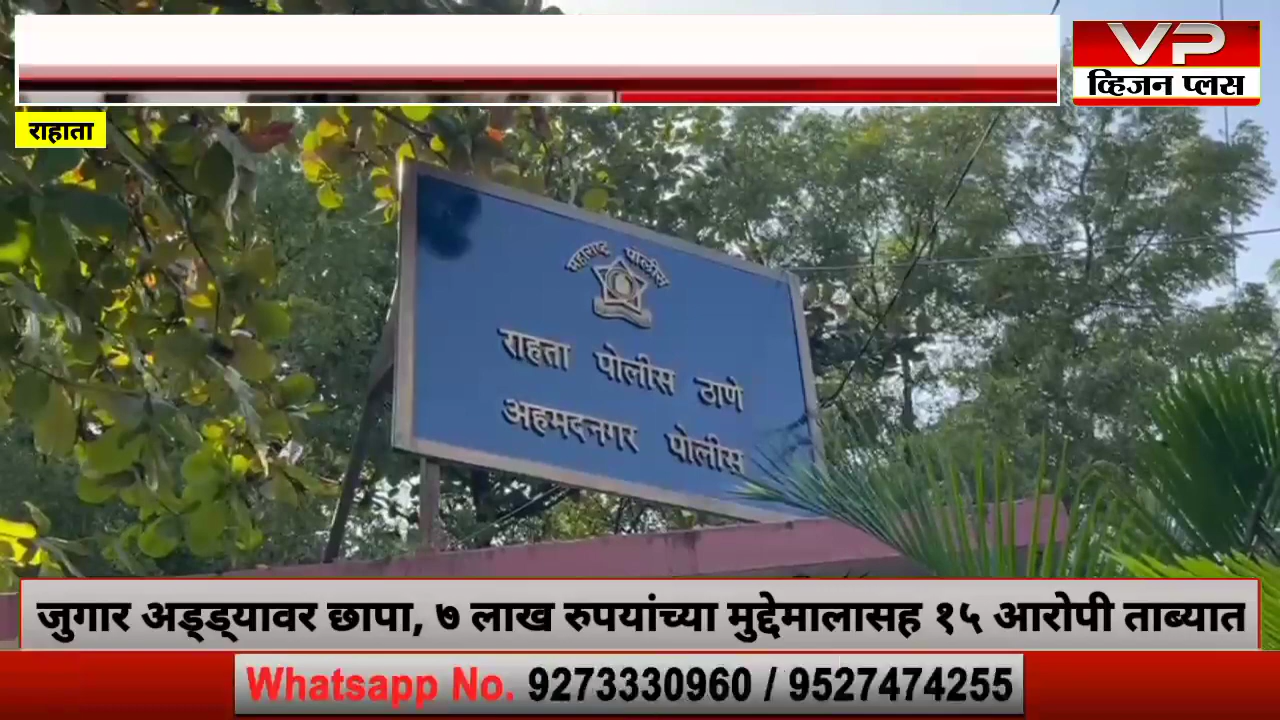 VP
व्हिजन प्लस
राहाता
महाराष्ट्र पोलीस
राहता पोलीस ठाणे
अहमदनगर पोलीस
जुगार अड्ड्यावर छापा, ७ लाख रुपयांच्या मुद्देमालासह १५ आरोपी ताब्यात
Whatsapp No. 9273330960 / 9527474255